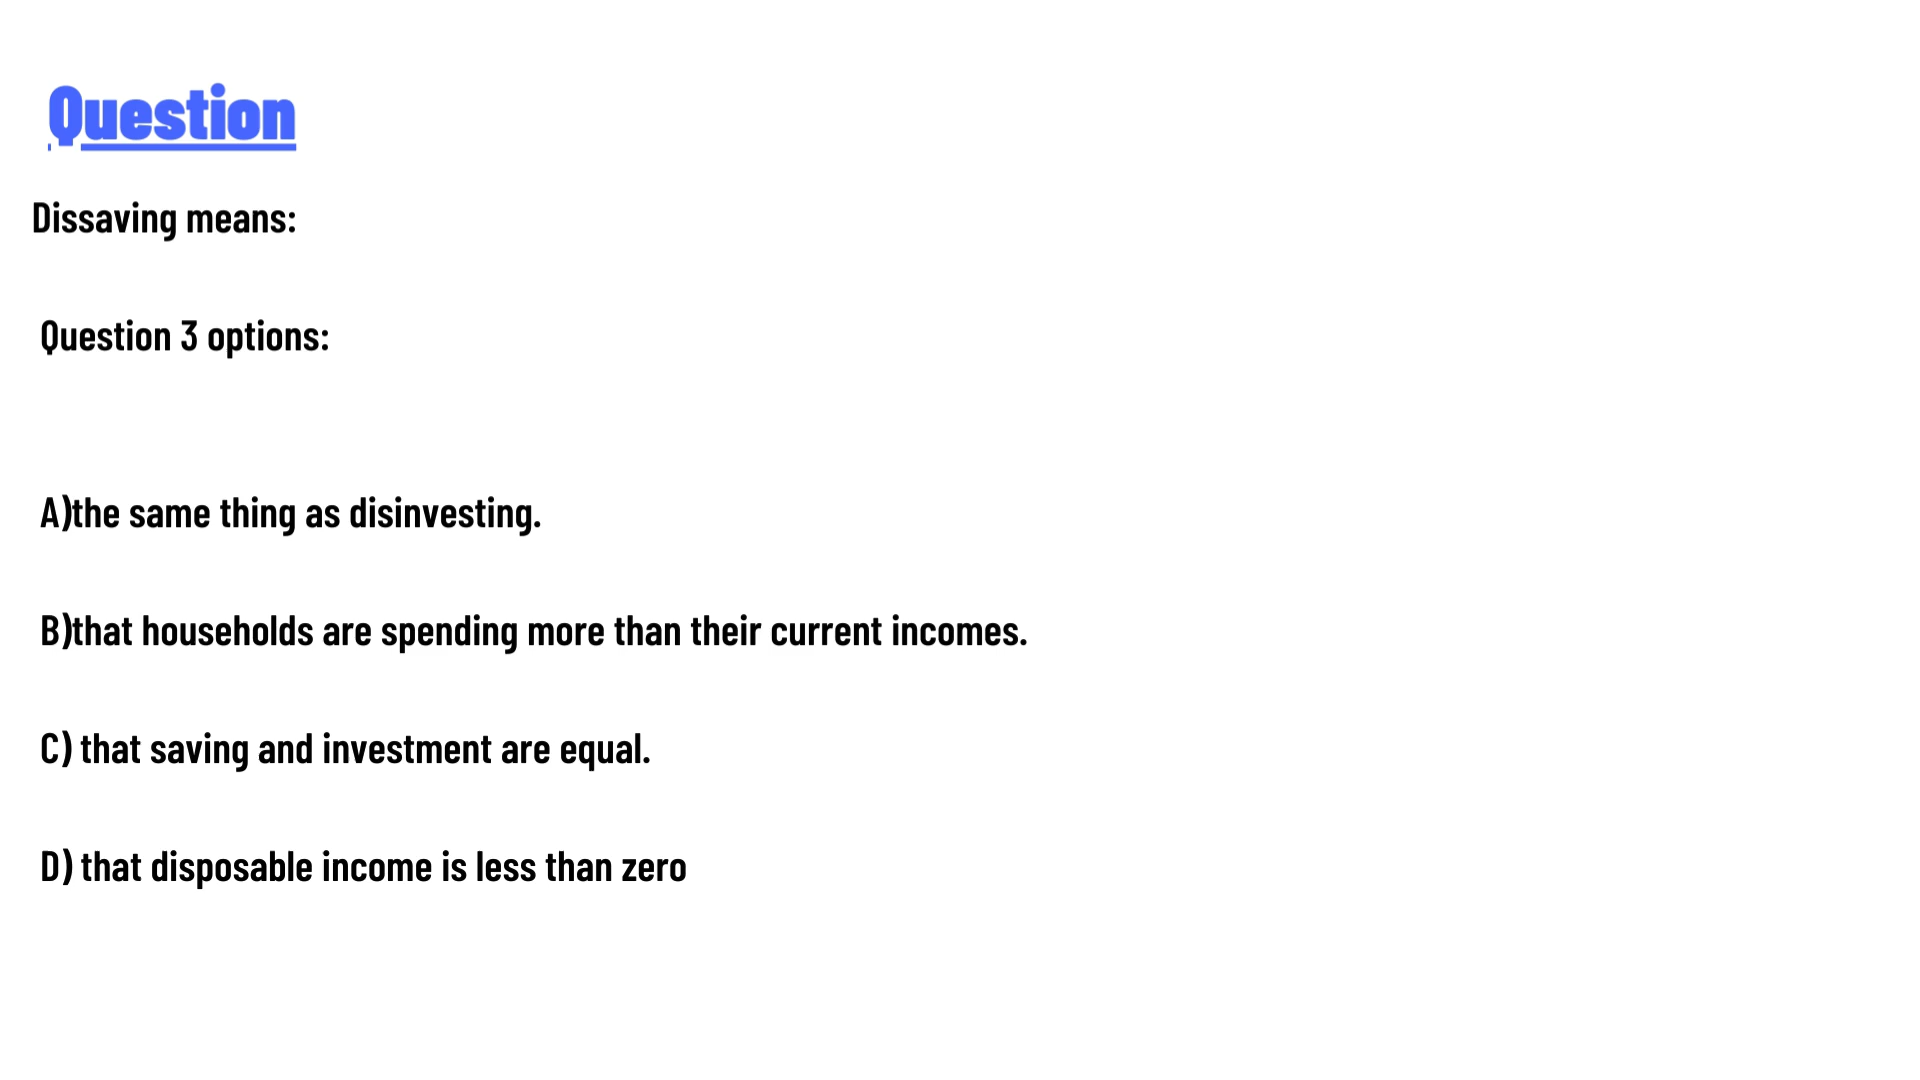 Question
Dissaving means:
Question 3 options:
A)the same thing as disinvesting.
B)that households are spending more than their current incomes.
C) that saving and investment are equal.
D) that disposable income is less than zero